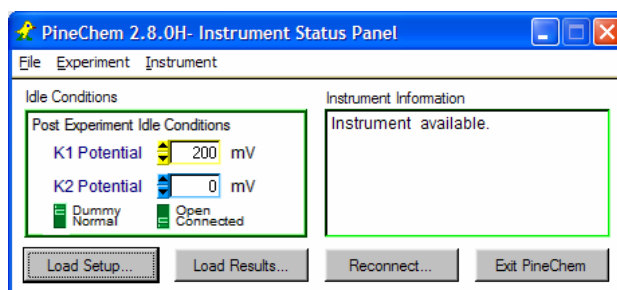 PineChem 2.8.0H- Instrument Status Panel
File Experiment Instrument
Idle Conditions
Post Experiment Idle Conditions
K1 Potential 200 mV
K2 Potential 0 mV
Dummy
Normal
Open
Connected
Instrument Information
Instrument available.
Load Setup... Load Results... Reconnect... Exit PineChem